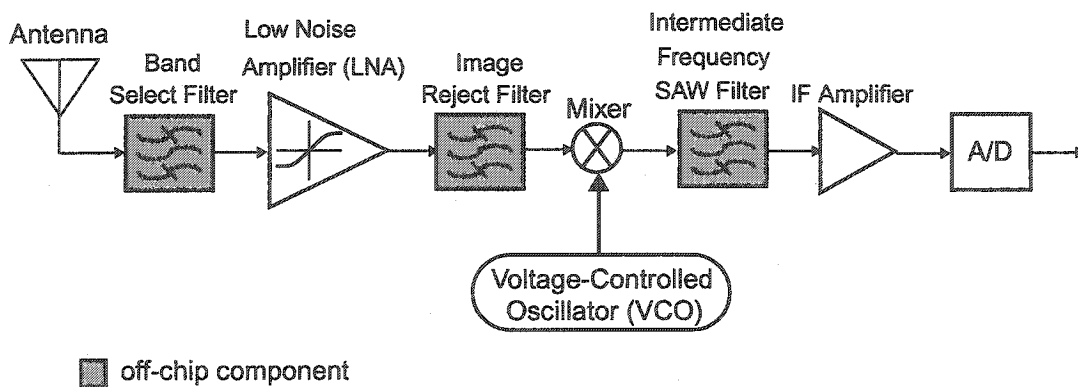 Antenna
Band
Select Filter
Low Noise
Amplifier (LNA)
Image
Reject Filter
Mixer
Intermediate
Frequency
SAW Filter
IF Amplifier
A/D
Voltage-Controlled
Oscillator (VCO)
off-chip component